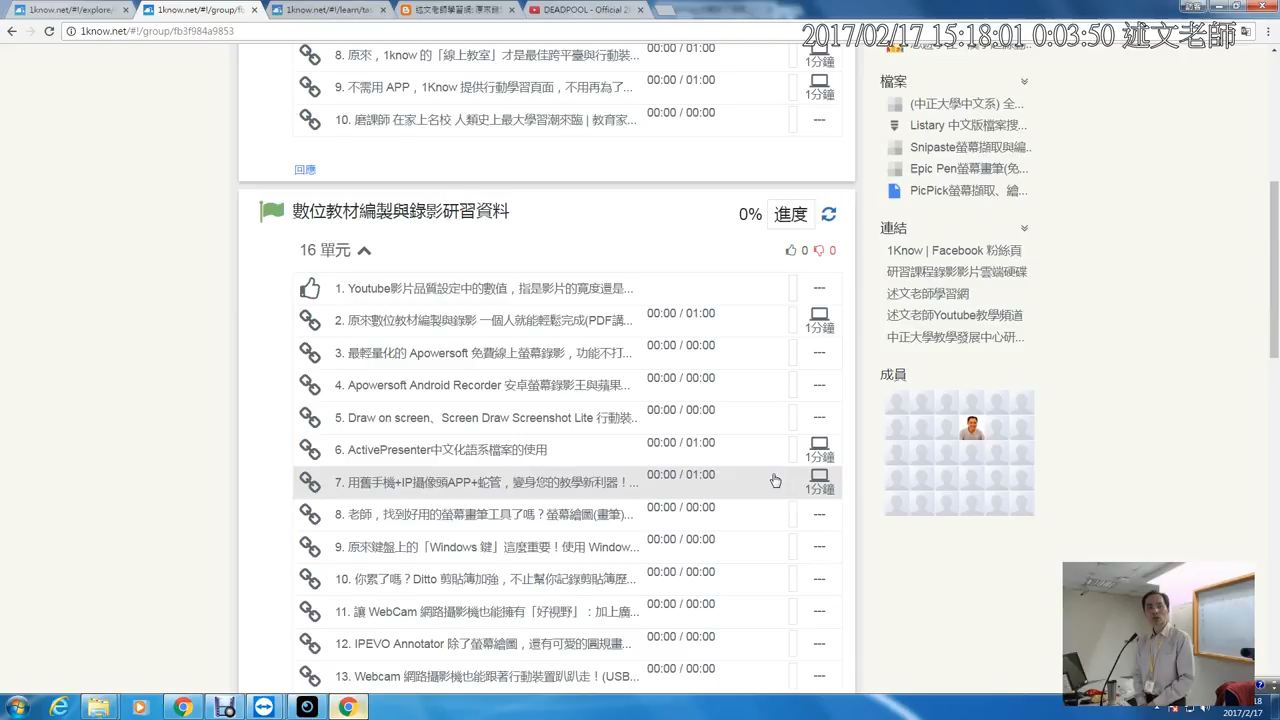 1know.net/#!/explore/
1know.net/#!/group/fb
1know.net/#!/learn/tas
DEADPOOL - Official 2
1know.net/#!/group/fb3f984a9853
2017/02/17 15:18:01 0:03:50 述文老師
8. 原來，1know 的「線上教室」才是最佳跨平臺與行動裝...
00:00 / 01:00
1分鐘
9. 不需用 APP，1Know 提供行動學習頁面，不用再為了...
00:00 / 01:00
1分鐘
10. 磨課師 在家上名校 人類史上最大學習潮來臨 | 教育家...
00:00 / 00:00
---
回應
數位教材編製與錄影研習資料
0% 進度
16 單元
0 0
1. Youtube影片品質設定中的數值，指是影片的寬度還是...
---
2. 原來數位教材編製與錄影 一個人就能輕鬆完成(PDF講...
00:00 / 01:00
1分鐘
3. 最輕量化的 Apowersoft 免費線上螢幕錄影，功能不打...
00:00 / 00:00
---
4. Apowersoft Android Recorder 安卓螢幕錄影王與蘋果...
00:00 / 00:00
---
5. Draw on screen、Screen Draw Screenshot Lite 行動裝...
00:00 / 00:00
---
6. ActivePresenter中文化語系檔案的使用
00:00 / 01:00
1分鐘
7. 用舊手機+IP攝像頭APP+蛇管，變身您的教學新利器！...
00:00 / 01:00
1分鐘
8. 老師，找到好用的螢幕畫筆工具了嗎？螢幕繪圖(畫筆)...
00:00 / 00:00
---
9. 原來鍵盤上的「Windows 鍵」這麼重要！使用 Window...
00:00 / 00:00
---
10. 你累了嗎？Ditto 剪貼簿加強，不止幫你記錄剪貼簿歷...
00:00 / 00:00
---
11. 讓 WebCam 網路攝影機也能擁有「好視野」：加上廣...
00:00 / 00:00
---
12. IPEVO Annotator 除了螢幕繪圖，還有可愛的圓規畫...
00:00 / 00:00
---
13. Webcam 網路攝影機也能跟著行動裝置趴趴走！(USB...
00:00 / 00:00
---
檔案
(中正大學中文系) 全...
Listary 中文版檔案搜...
Snipaste螢幕擷取與編...
Epic Pen螢幕畫筆(免...
PicPick螢幕擷取、繪...
連結
1Know | Facebook 粉絲頁
研習課程錄影影片雲端硬碟
述文老師學習網
述文老師Youtube教學頻道
中正大學教學發展中心研...
成員
2017/2/17